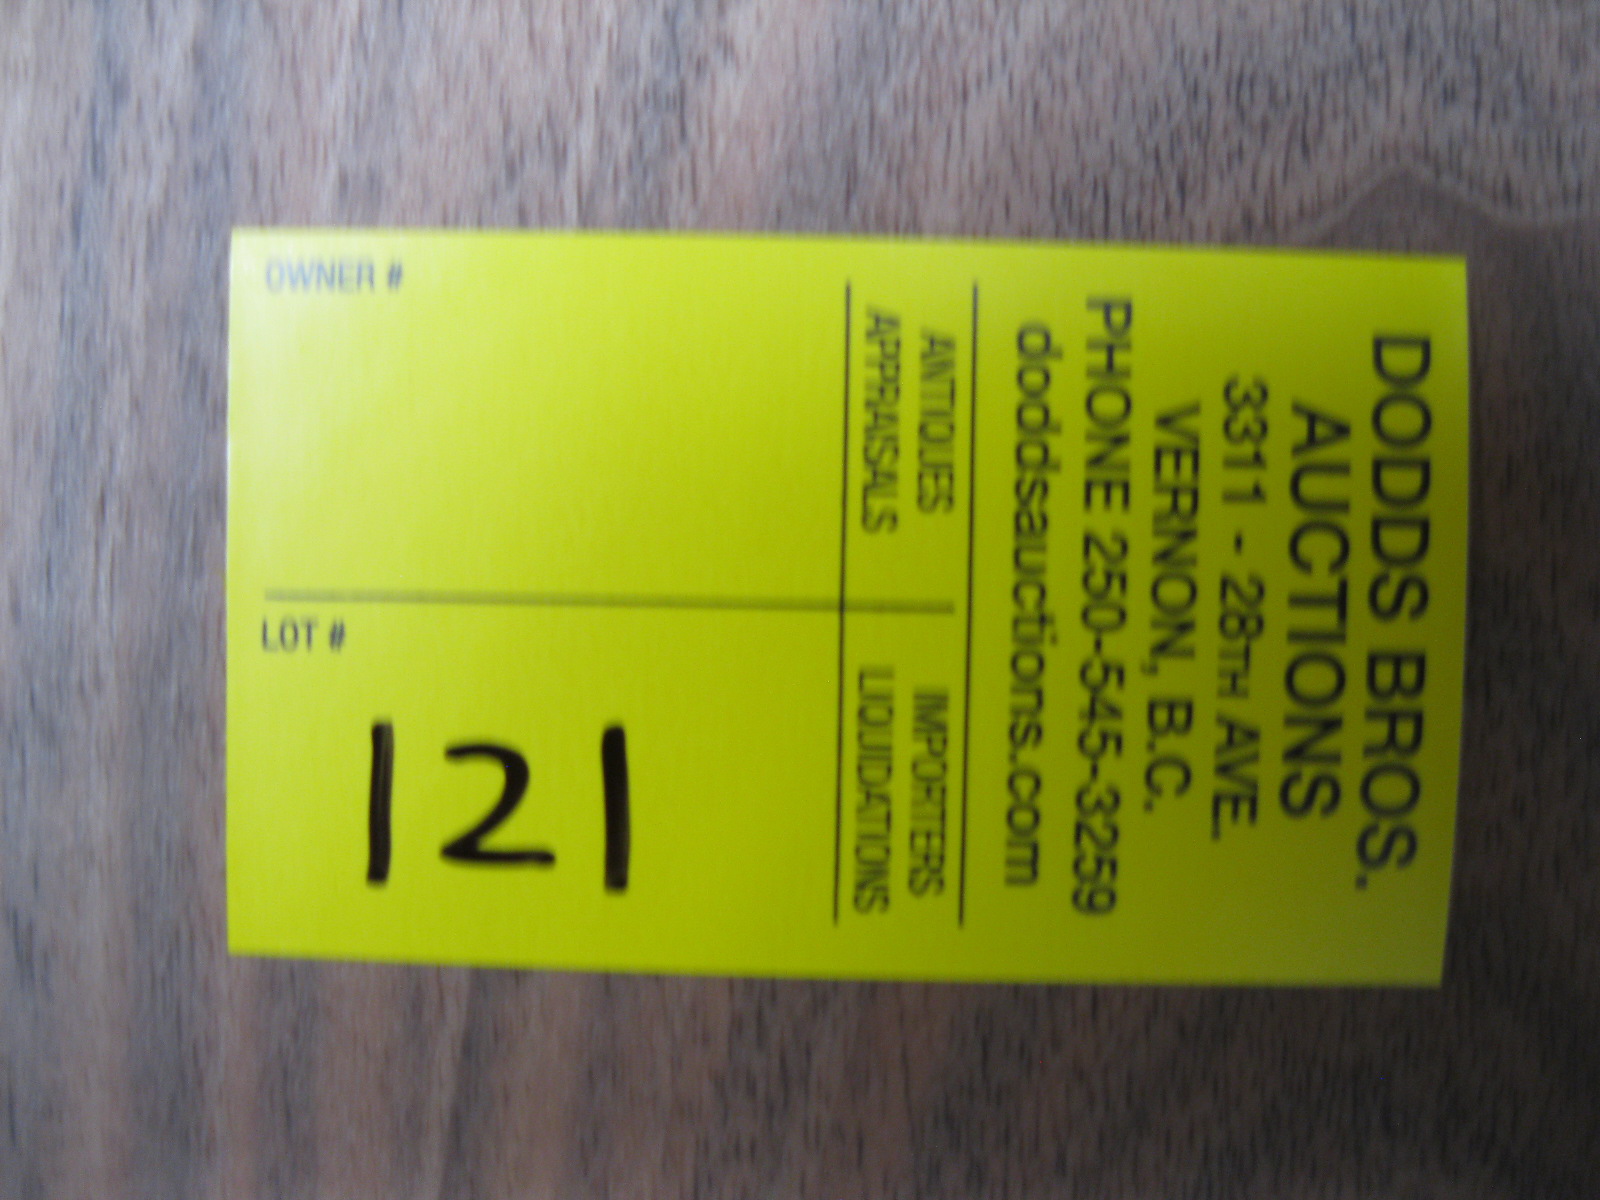 DODDS BROS.
AUCTIONS
3311 - 28TH AVE.
VERNON, B.C.
PHONE 250-545-3259
doddsauctions.com
ANTIQUES IMPORTERS
APPRAISALS LIQUIDATIONS
OWNER #
LOT #
121